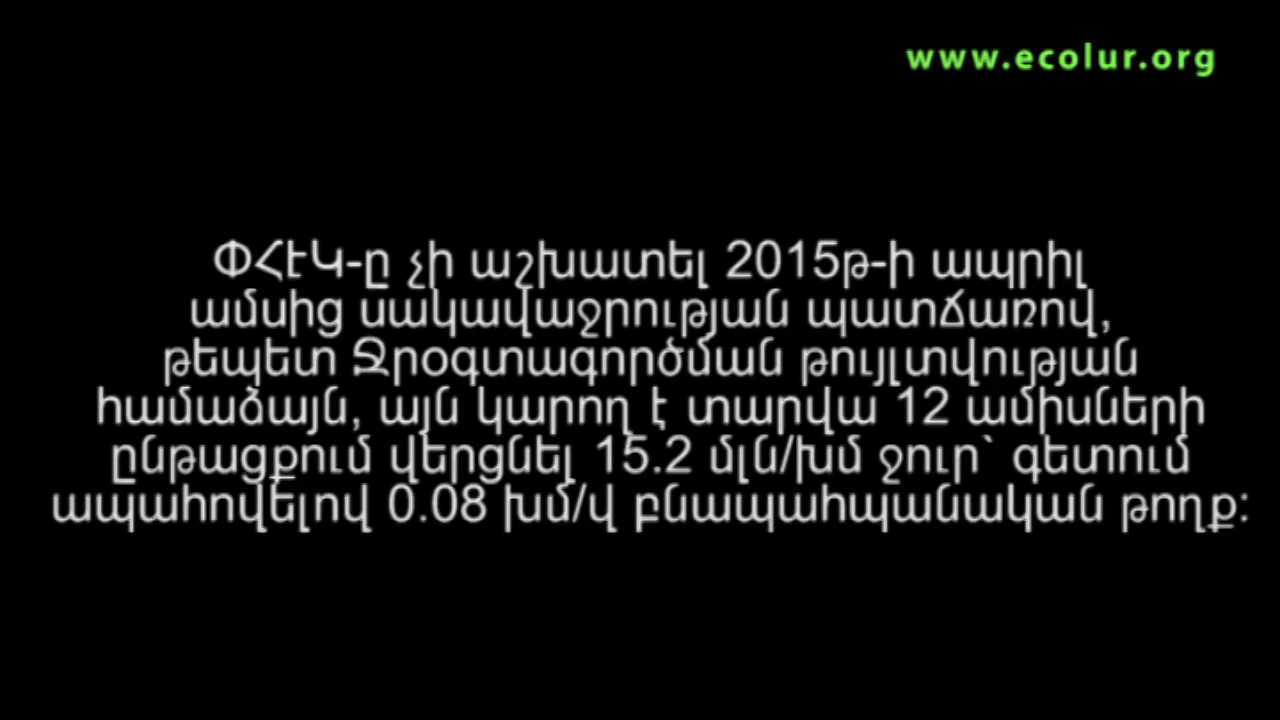 www.ecolur.org
ՓՀԷԿ-ը չի աշխատել 2015թ-ի ապրիլ
ամսից սակավաջրության պատճառով,
թեպետ Ջրօգտագործման թույլտվության
համաձայն, այն կարող է տարվա 12 ամիսների
ընթացքում վերցնել 15.2 մլն/խմ ջուր՝ գետում
ապահովելով 0.08 խմ/վ բնապահպանական թողք: